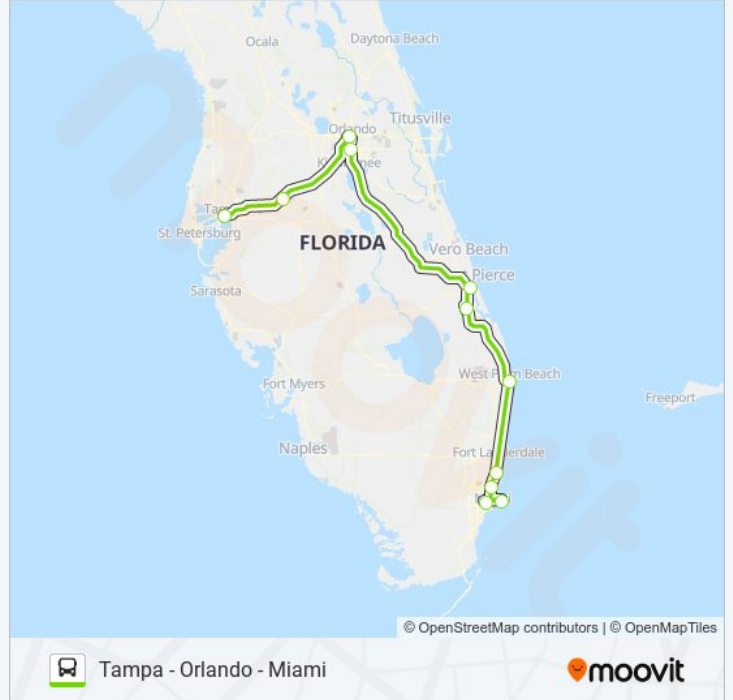 Ocala
Daytona Beach
Titusville
Orlando
St. Petersburg
FLORIDA
Vero Beach
Pierce
Sarasota
West Palm Beach
Fort Myers
Freeport
Naples
Fort Lauderdale
© OpenStreetMap contributors | © OpenMapTiles
Tampa - Orlando - Miami
moovit